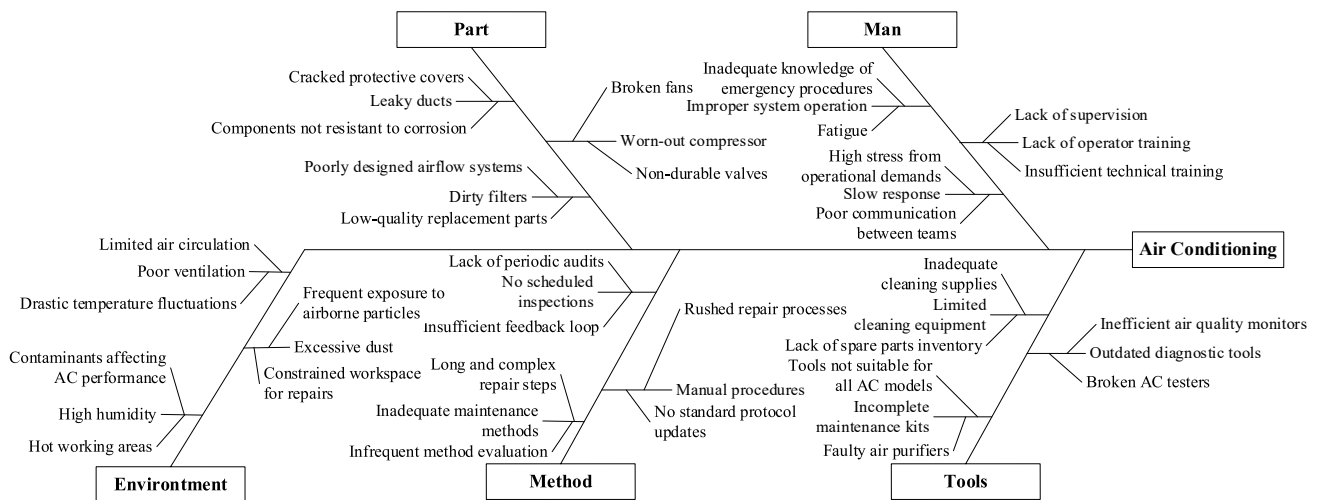 Part
Man
Cracked protective covers
Leaky ducts
Components not resistant to corrosion
Broken fans
Worn-out compressor
Non-durable valves
Poorly designed airflow systems
Dirty filters
Low-quality replacement parts
Inadequate knowledge of
emergency procedures
Improper system operation
Fatigue
Lack of supervision
Lack of operator training
Insufficient technical training
High stress from
operational demands
Slow response
Poor communication
between teams
Air Conditioning
Limited air circulation
Poor ventilation
Drastic temperature fluctuations
Frequent exposure to
airborne particles
Excessive dust
Constrained workspace
for repairs
Contaminants affecting
AC performance
High humidity
Hot working areas
Environtment
Lack of periodic audits
No scheduled
inspections
Insufficient feedback loop
Rushed repair processes
Manual procedures
No standard protocol
updates
Long and complex
repair steps
Inadequate maintenance
methods
Infrequent method evaluation
Method
Inadequate
cleaning supplies
Limited
cleaning equipment
Lack of spare parts inventory
Inefficient air quality monitors
Outdated diagnostic tools
Broken AC testers
Tools not suitable for
all AC models
Incomplete
maintenance kits
Faulty air purifiers
Tools